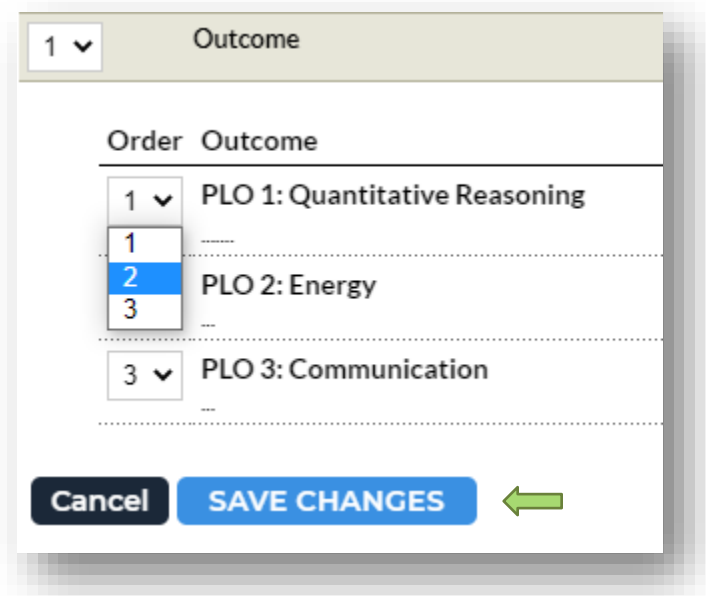 1 Outcome
Order Outcome
1 PLO 1: Quantitative Reasoning
1
2 PLO 2: Energy
3
3 PLO 3: Communication
Cancel SAVE CHANGES